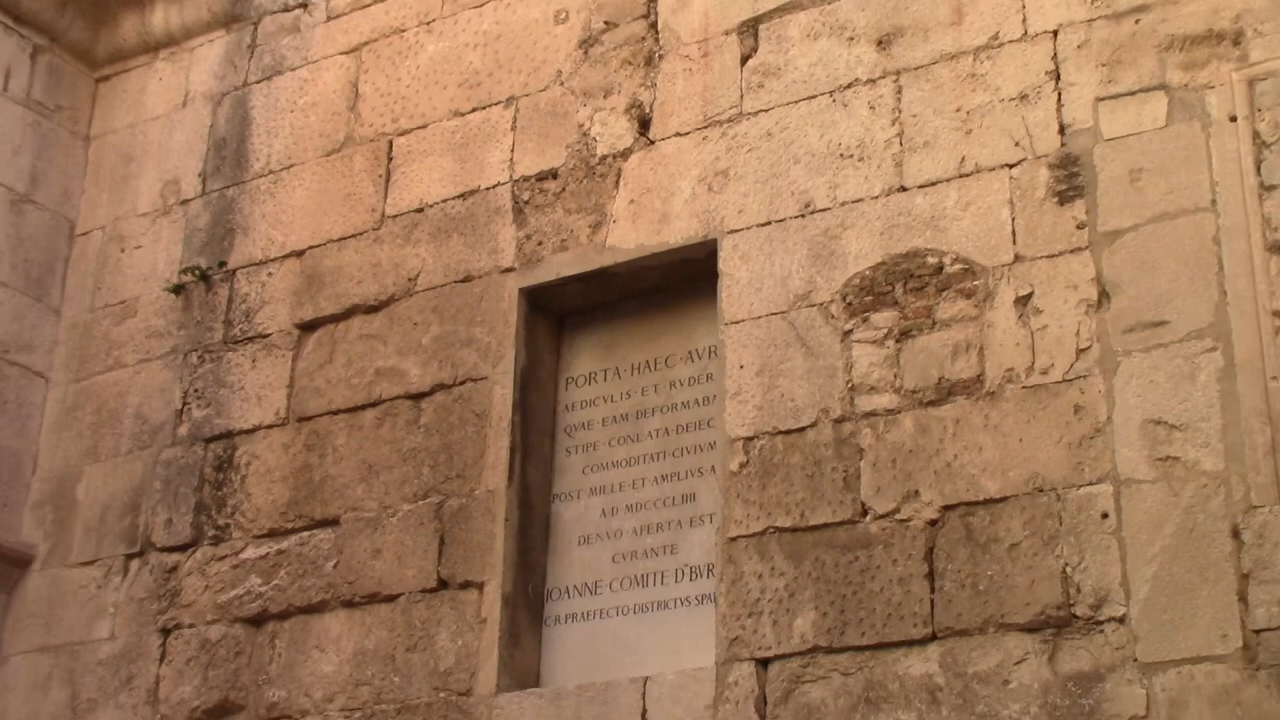 PORTA·HAEC·AVR
AEDICVLIS·ET·RVDER
QVAE·EAM·DEFORMABA
STIPE·CONLATA·DEIEC
COMMODITATI·CIVIVM
POST·MILLE·ET·AMPLIVS·A
A·D·MDCCCLIIII
DENVO·APERTA·EST
CVRANTE
IOANNE·COMITE·D·BVR
C·R·PRAEFECTO·DISTRICTVS·SPAL